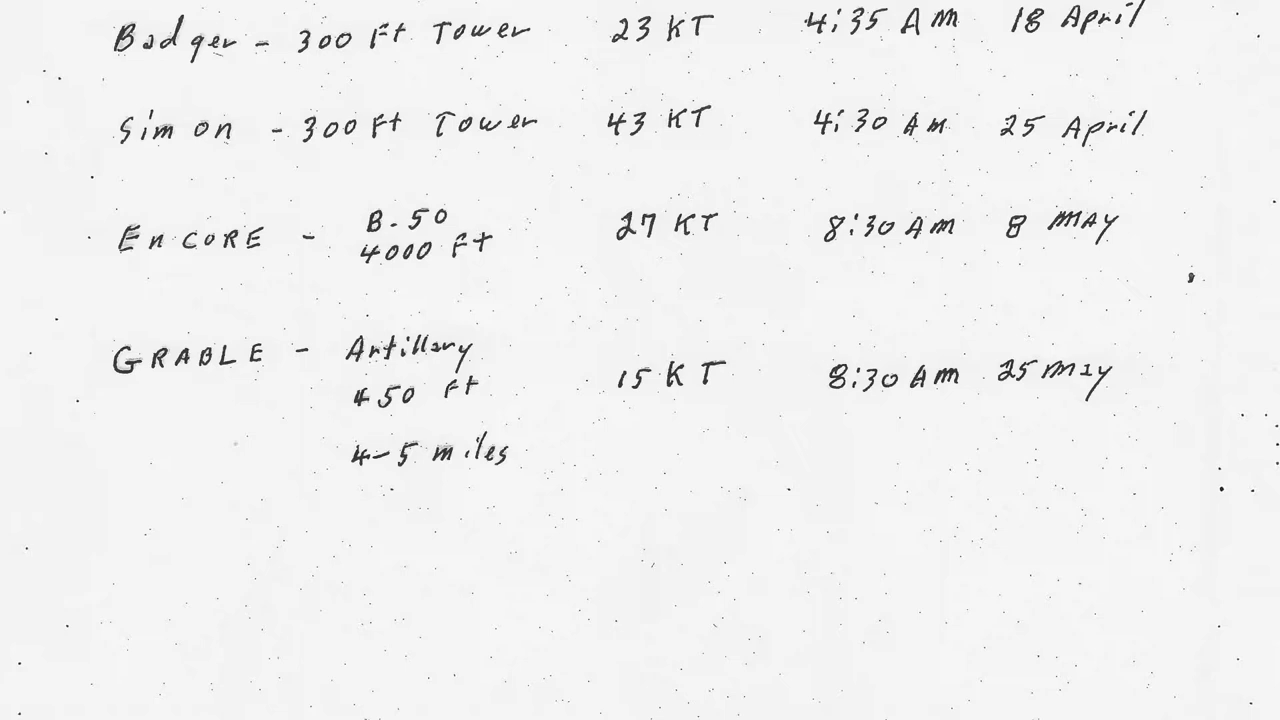 Badger - 300 Ft Tower 23 KT 4:35 AM 18 April
Simon - 300 Ft Tower 43 KT 4:30 AM 25 April
ENCORE - B-50 4000 Ft 27 KT 8:30 AM 8 MAY
GRABLE - Artillary 15 KT 8:30 AM 25 May
450 Ft
4-5 miles